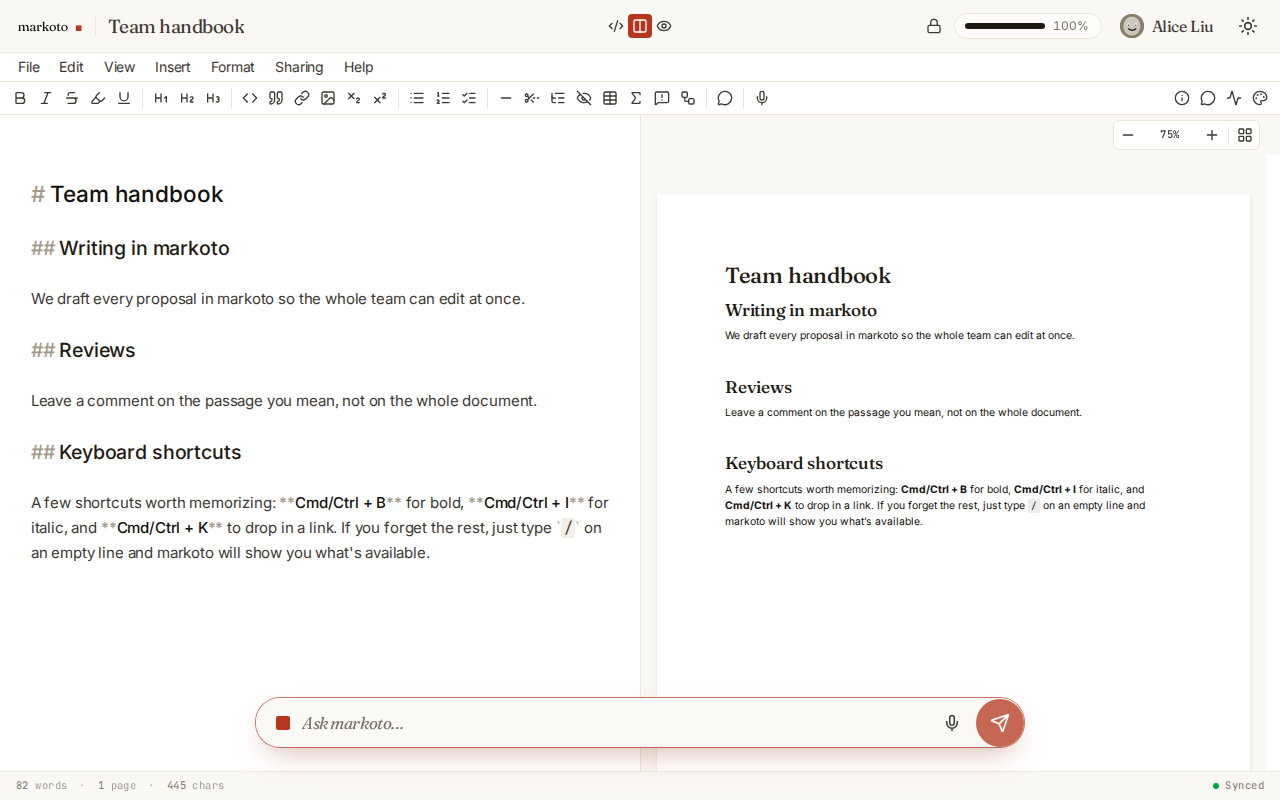 markoto
Team handbook
100%
Alice Liu
File Edit View Insert Format Sharing Help
H1 H2 H3
75%
# Team handbook
## Writing in markoto
We draft every proposal in markoto so the whole team can edit at once.
## Reviews
Leave a comment on the passage you mean, not on the whole document.
## Keyboard shortcuts
A few shortcuts worth memorizing: **Cmd/Ctrl + B** for bold, **Cmd/Ctrl + I** for
italic, and **Cmd/Ctrl + K** to drop in a link. If you forget the rest, just type `/` on
an empty line and markoto will show you what's available.
Team handbook
Writing in markoto
We draft every proposal in markoto so the whole team can edit at once.
Reviews
Leave a comment on the passage you mean, not on the whole document.
Keyboard shortcuts
A few shortcuts worth memorizing: Cmd/Ctrl + B for bold, Cmd/Ctrl + I for italic, and
Cmd/Ctrl + K to drop in a link. If you forget the rest, just type / on an empty line and
markoto will show you what's available.
Ask markoto...
82 words · 1 page · 445 chars
Synced